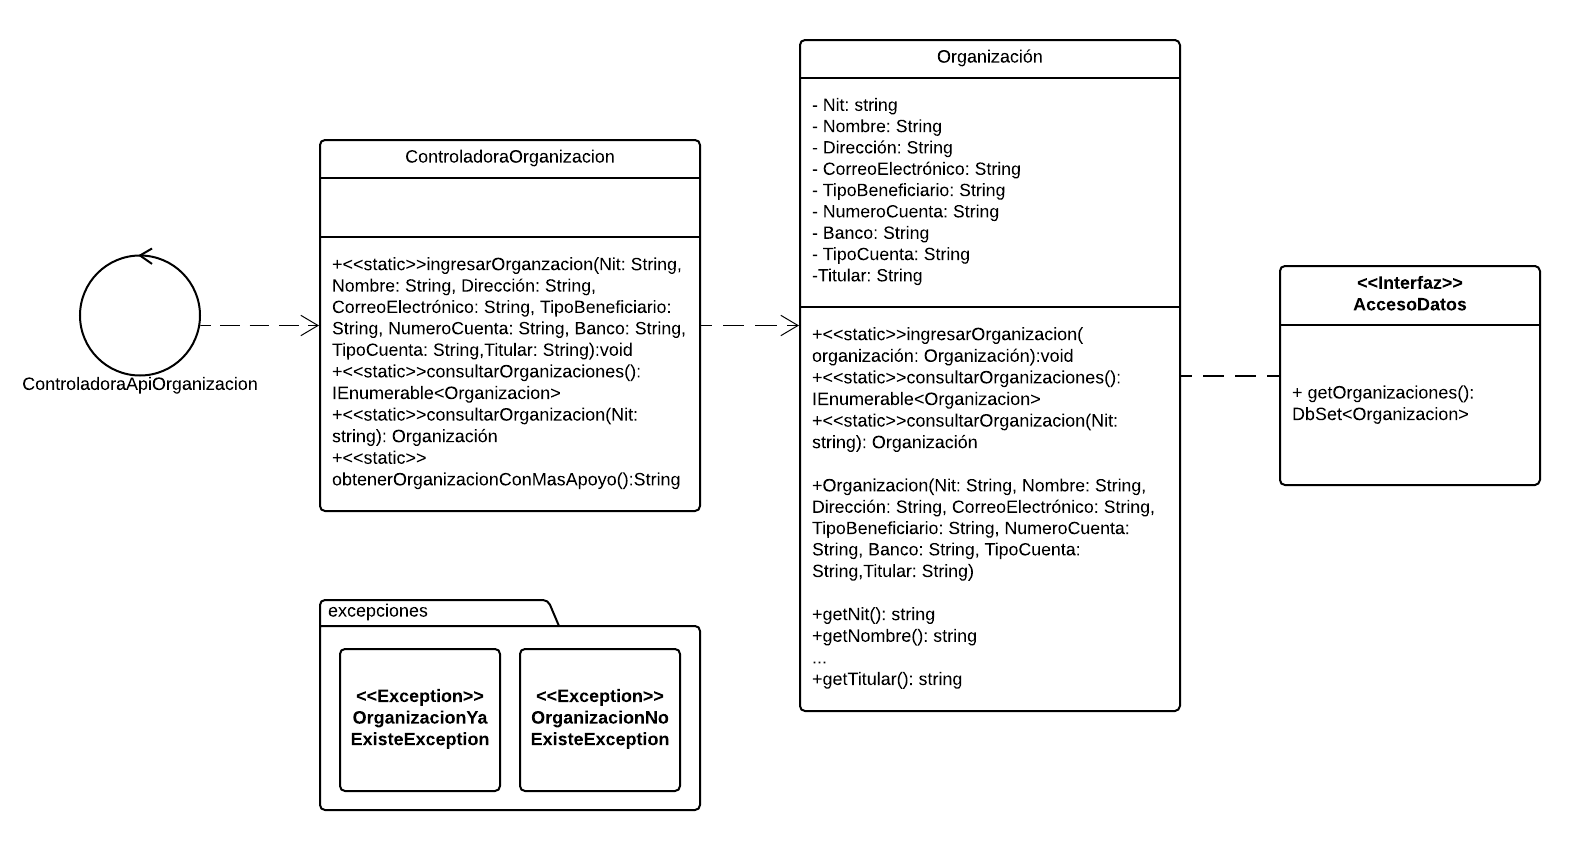 ControladoraApiOrganizacion
ControladoraOrganizacion
+<<static>>ingresarOrganzacion(Nit: String,
Nombre: String, Dirección: String,
CorreoElectrónico: String, TipoBeneficiario:
String, NumeroCuenta: String, Banco: String,
TipoCuenta: String,Titular: String):void
+<<static>>consultarOrganizaciones():
IEnumerable<Organizacion>
+<<static>>consultarOrganizacion(Nit:
string): Organización
+<<static>>
obtenerOrganizacionConMasApoyo():String
Organización
- Nit: string
- Nombre: String
- Dirección: String
- CorreoElectrónico: String
- TipoBeneficiario: String
- NumeroCuenta: String
- Banco: String
- TipoCuenta: String
-Titular: String
+<<static>>ingresarOrganizacion(
organización: Organización):void
+<<static>>consultarOrganizaciones():
IEnumerable<Organizacion>
+<<static>>consultarOrganizacion(Nit:
string): Organización
+Organizacion(Nit: String, Nombre: String,
Dirección: String, CorreoElectrónico: String,
TipoBeneficiario: String, NumeroCuenta:
String, Banco: String, TipoCuenta:
String,Titular: String)
+getNit(): string
+getNombre(): string
...
+getTitular(): string
<<Interfaz>>
AccesoDatos
+ getOrganizaciones():
DbSet<Organizacion>
excepciones
<<Exception>>
OrganizacionYa
ExisteException
<<Exception>>
OrganizacionNo
ExisteException